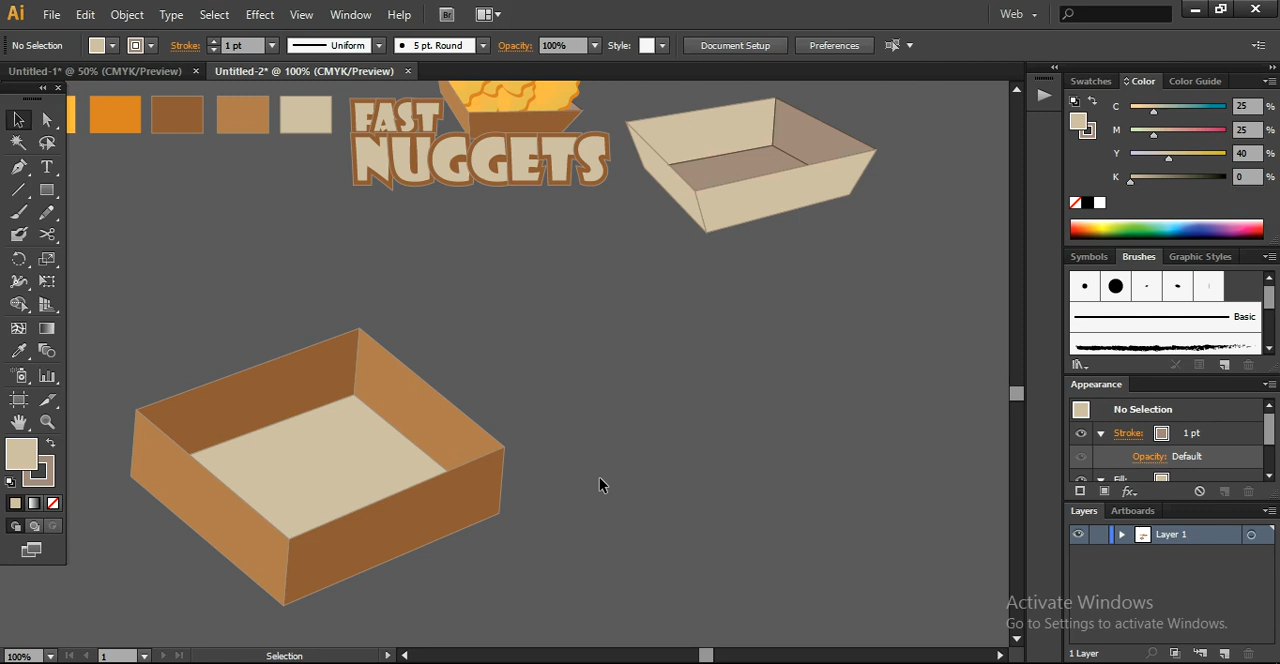 Ai File Edit Object Type Select Effect View Window Help Br Web
No Selection Stroke: 1 pt Uniform 5 pt. Round Opacity: 100% Style: Document Setup Preferences
Untitled-1* @ 50% (CMYK/Preview) × Untitled-2* @ 100% (CMYK/Preview) ×
Swatches Color Color Guide
C 25 %
M 25 %
Y 40 %
K 0 %
FAST
NUGGETS
Symbols Brushes Graphic Styles
Basic
Appearance
No Selection
Stroke: 1 pt
Opacity: Default
Fill:
fx
Layers Artboards
Layer 1
Activate Windows
Go to Settings to activate Windows.
1 Layer
100% 1 Selection